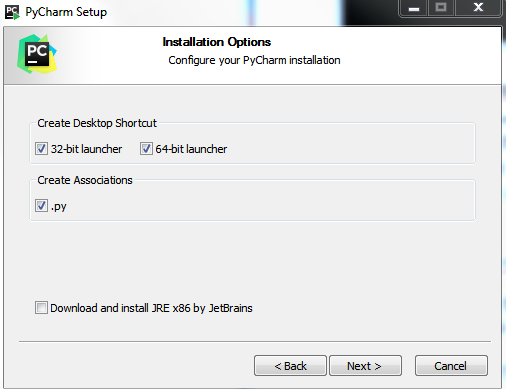 PC PyCharm Setup
PC
Installation Options
Configure your PyCharm installation
Create Desktop Shortcut
32-bit launcher 64-bit launcher
Create Associations
.py
Download and install JRE x86 by JetBrains
< Back Next > Cancel